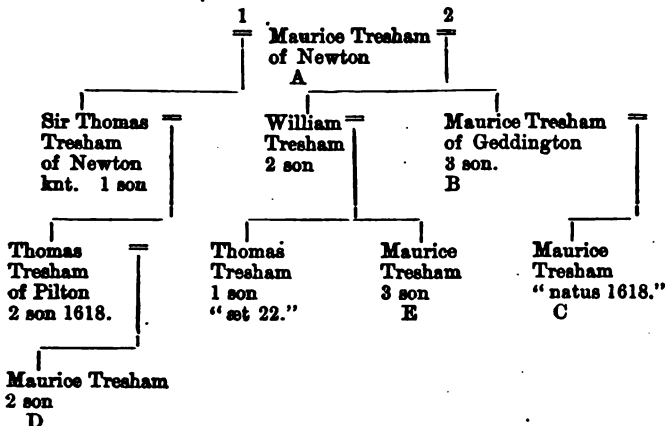 1 2
Maurice Tresham
of Newton
A
Sir Thomas
Tresham
of Newton
knt. 1 son
William
Tresham
2 son
Maurice Tresham
of Geddington
3 son.
B
Thomas
Tresham
of Pilton
2 son 1618.
Thomas
Tresham
1 son
"æt 22."
Maurice
Tresham
3 son
E
Maurice
Tresham
"natus 1618."
C
Maurice Tresham
2 son
D